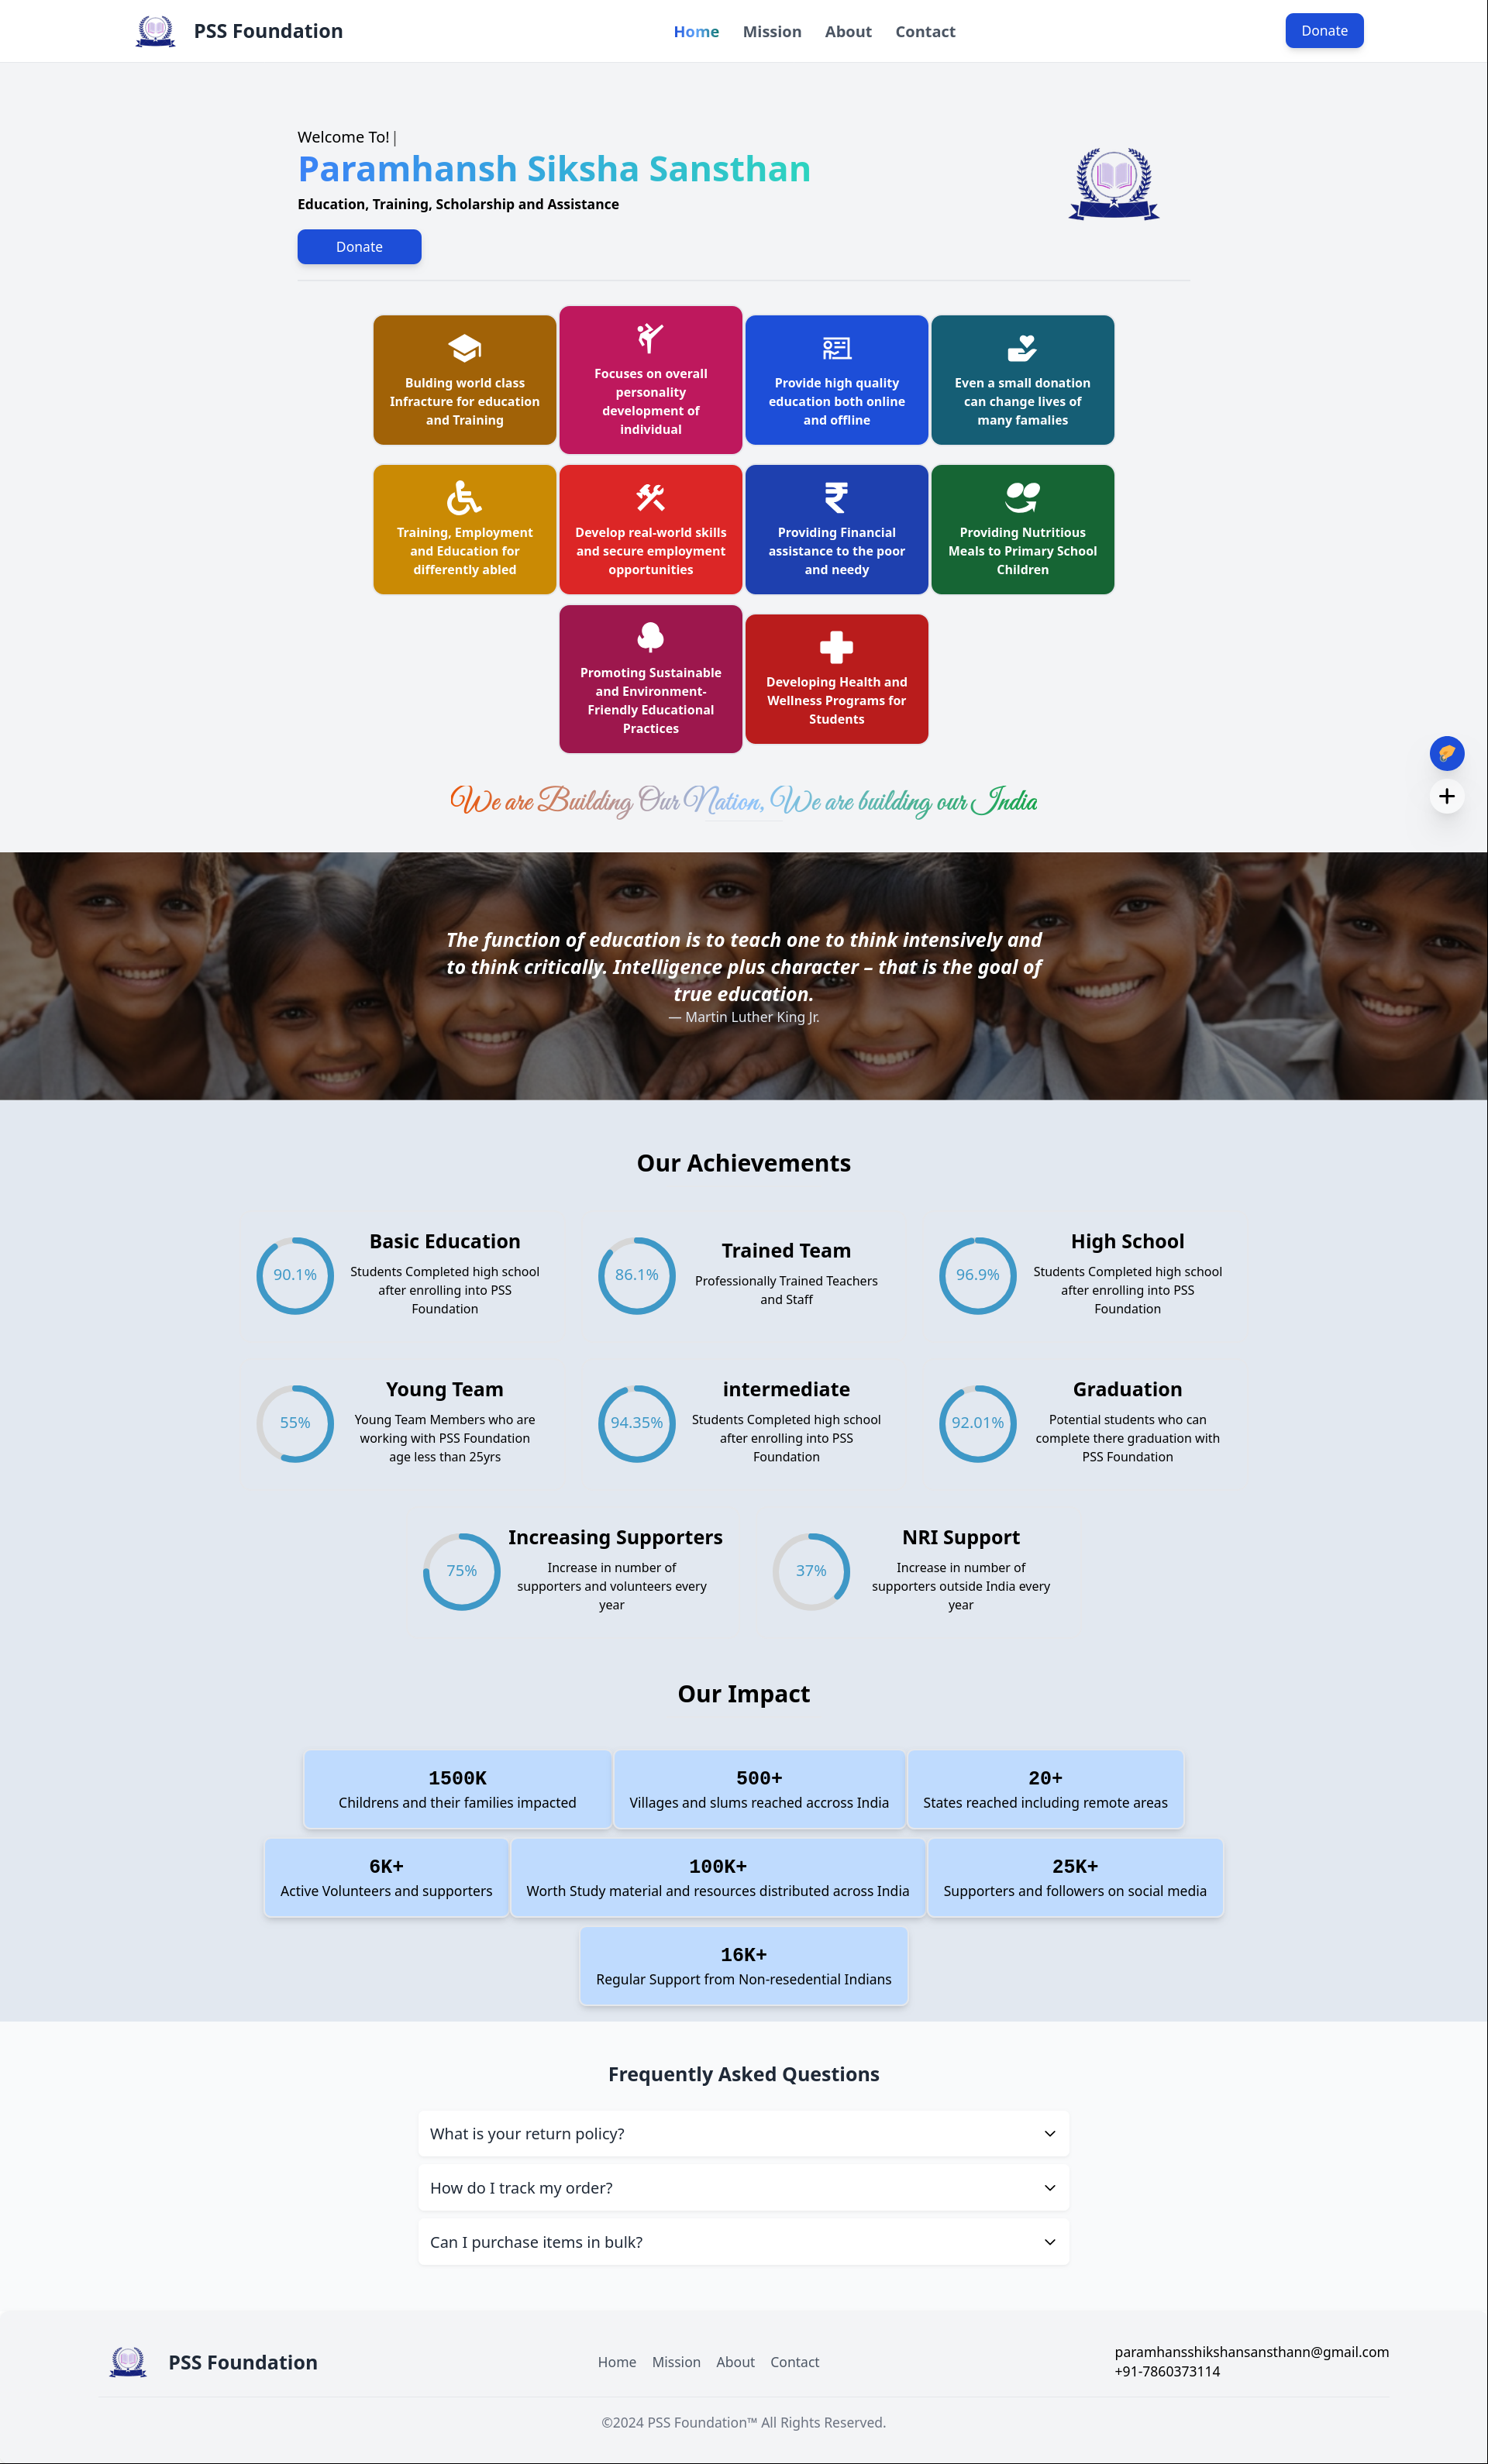 PSS Foundation
Home Mission About Contact
Donate
Welcome To!|
Paramhansh Siksha Sansthan
Education, Training, Scholarship and Assistance
Donate
Bulding world class
Infracture for education
and Training
Focuses on overall
personality
development of
individual
Provide high quality
education both online
and offline
Even a small donation
can change lives of
many famalies
Training, Employment
and Education for
differently abled
Develop real-world skills
and secure employment
opportunities
Providing Financial
assistance to the poor
and needy
Providing Nutritious
Meals to Primary School
Children
Promoting Sustainable
and Environment-
Friendly Educational
Practices
Developing Health and
Wellness Programs for
Students
We are Building Our Nation, We are building our India
The function of education is to teach one to think intensively and
to think critically. Intelligence plus character – that is the goal of
true education.
— Martin Luther King Jr.
Our Achievements
90.1%
Basic Education
Students Completed high school
after enrolling into PSS
Foundation
86.1%
Trained Team
Professionally Trained Teachers
and Staff
96.9%
High School
Students Completed high school
after enrolling into PSS
Foundation
55%
Young Team
Young Team Members who are
working with PSS Foundation
age less than 25yrs
94.35%
intermediate
Students Completed high school
after enrolling into PSS
Foundation
92.01%
Graduation
Potential students who can
complete there graduation with
PSS Foundation
75%
Increasing Supporters
Increase in number of
supporters and volunteers every
year
37%
NRI Support
Increase in number of
supporters outside India every
year
Our Impact
1500K
Childrens and their families impacted
500+
Villages and slums reached accross India
20+
States reached including remote areas
6K+
Active Volunteers and supporters
100K+
Worth Study material and resources distributed across India
25K+
Supporters and followers on social media
16K+
Regular Support from Non-resedential Indians
Frequently Asked Questions
What is your return policy?
How do I track my order?
Can I purchase items in bulk?
PSS Foundation
Home Mission About Contact
paramhansshikshansansthann@gmail.com
+91-7860373114
©2024 PSS Foundation™ All Rights Reserved.